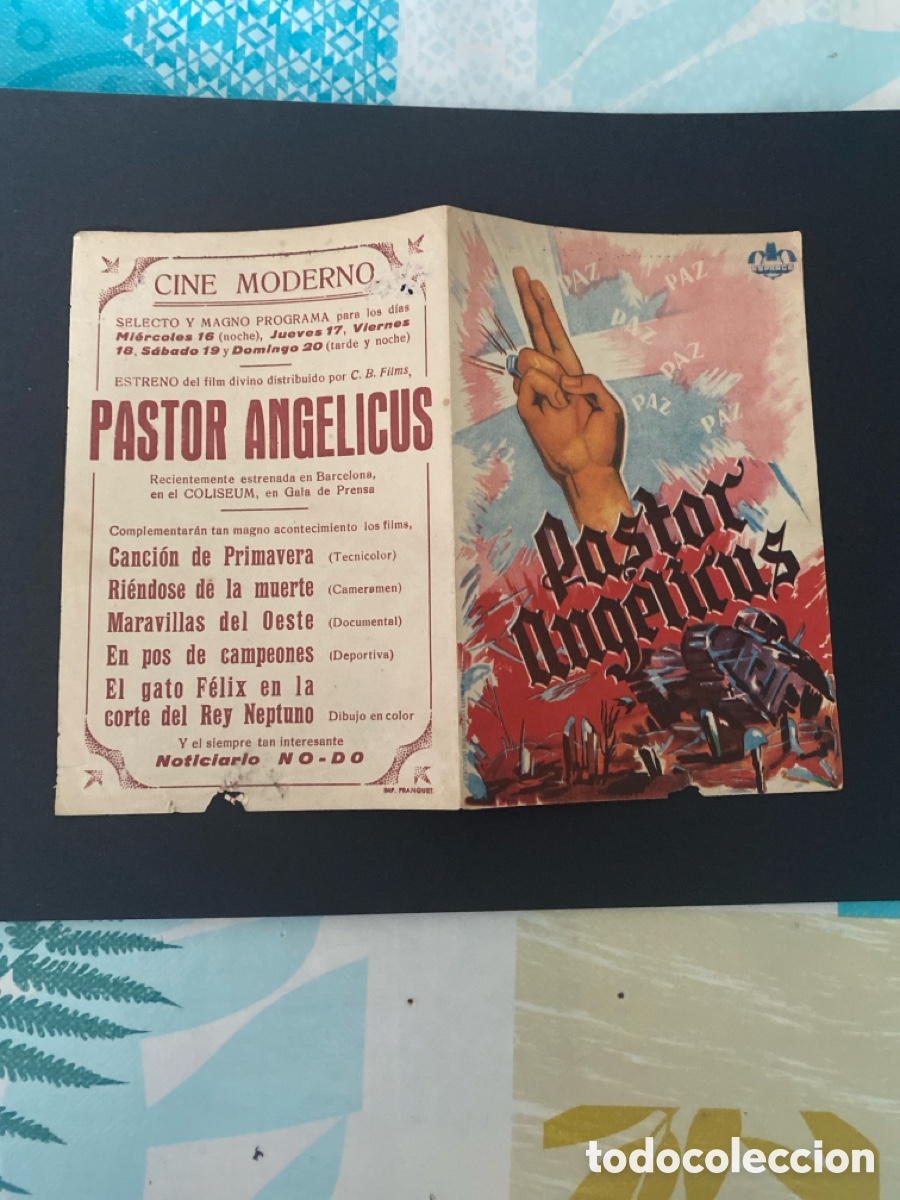 CINE MODERNO
SELECTO Y MAGNO PROGRAMA para los días
Miércoles 16 (noche), Jueves 17, Viernes
18, Sábado 19 y Domingo 20 (tarde y noche)
ESTRENO del film divino distribuido por C. B. Films,
PASTOR ANGELICUS
Recientemente estrenada en Barcelona,
en el COLISEUM, en Gala de Prensa
Complementarán tan magno acontecimiento los films,
Canción de Primavera (Tecnicolor)
Riéndose de la muerte (Cameramen)
Maravillas del Oeste (Documental)
En pos de campeones (Deportiva)
El gato Félix en la
corte del Rey Neptuno Dibujo en color
Y el siempre tan interesante
Noticiario NO-DO
IMP. FRANQUET
PAZ
PAZ
PAZ
PAZ
PAZ
PAZ
Pastor
Angelicus
todocoleccion